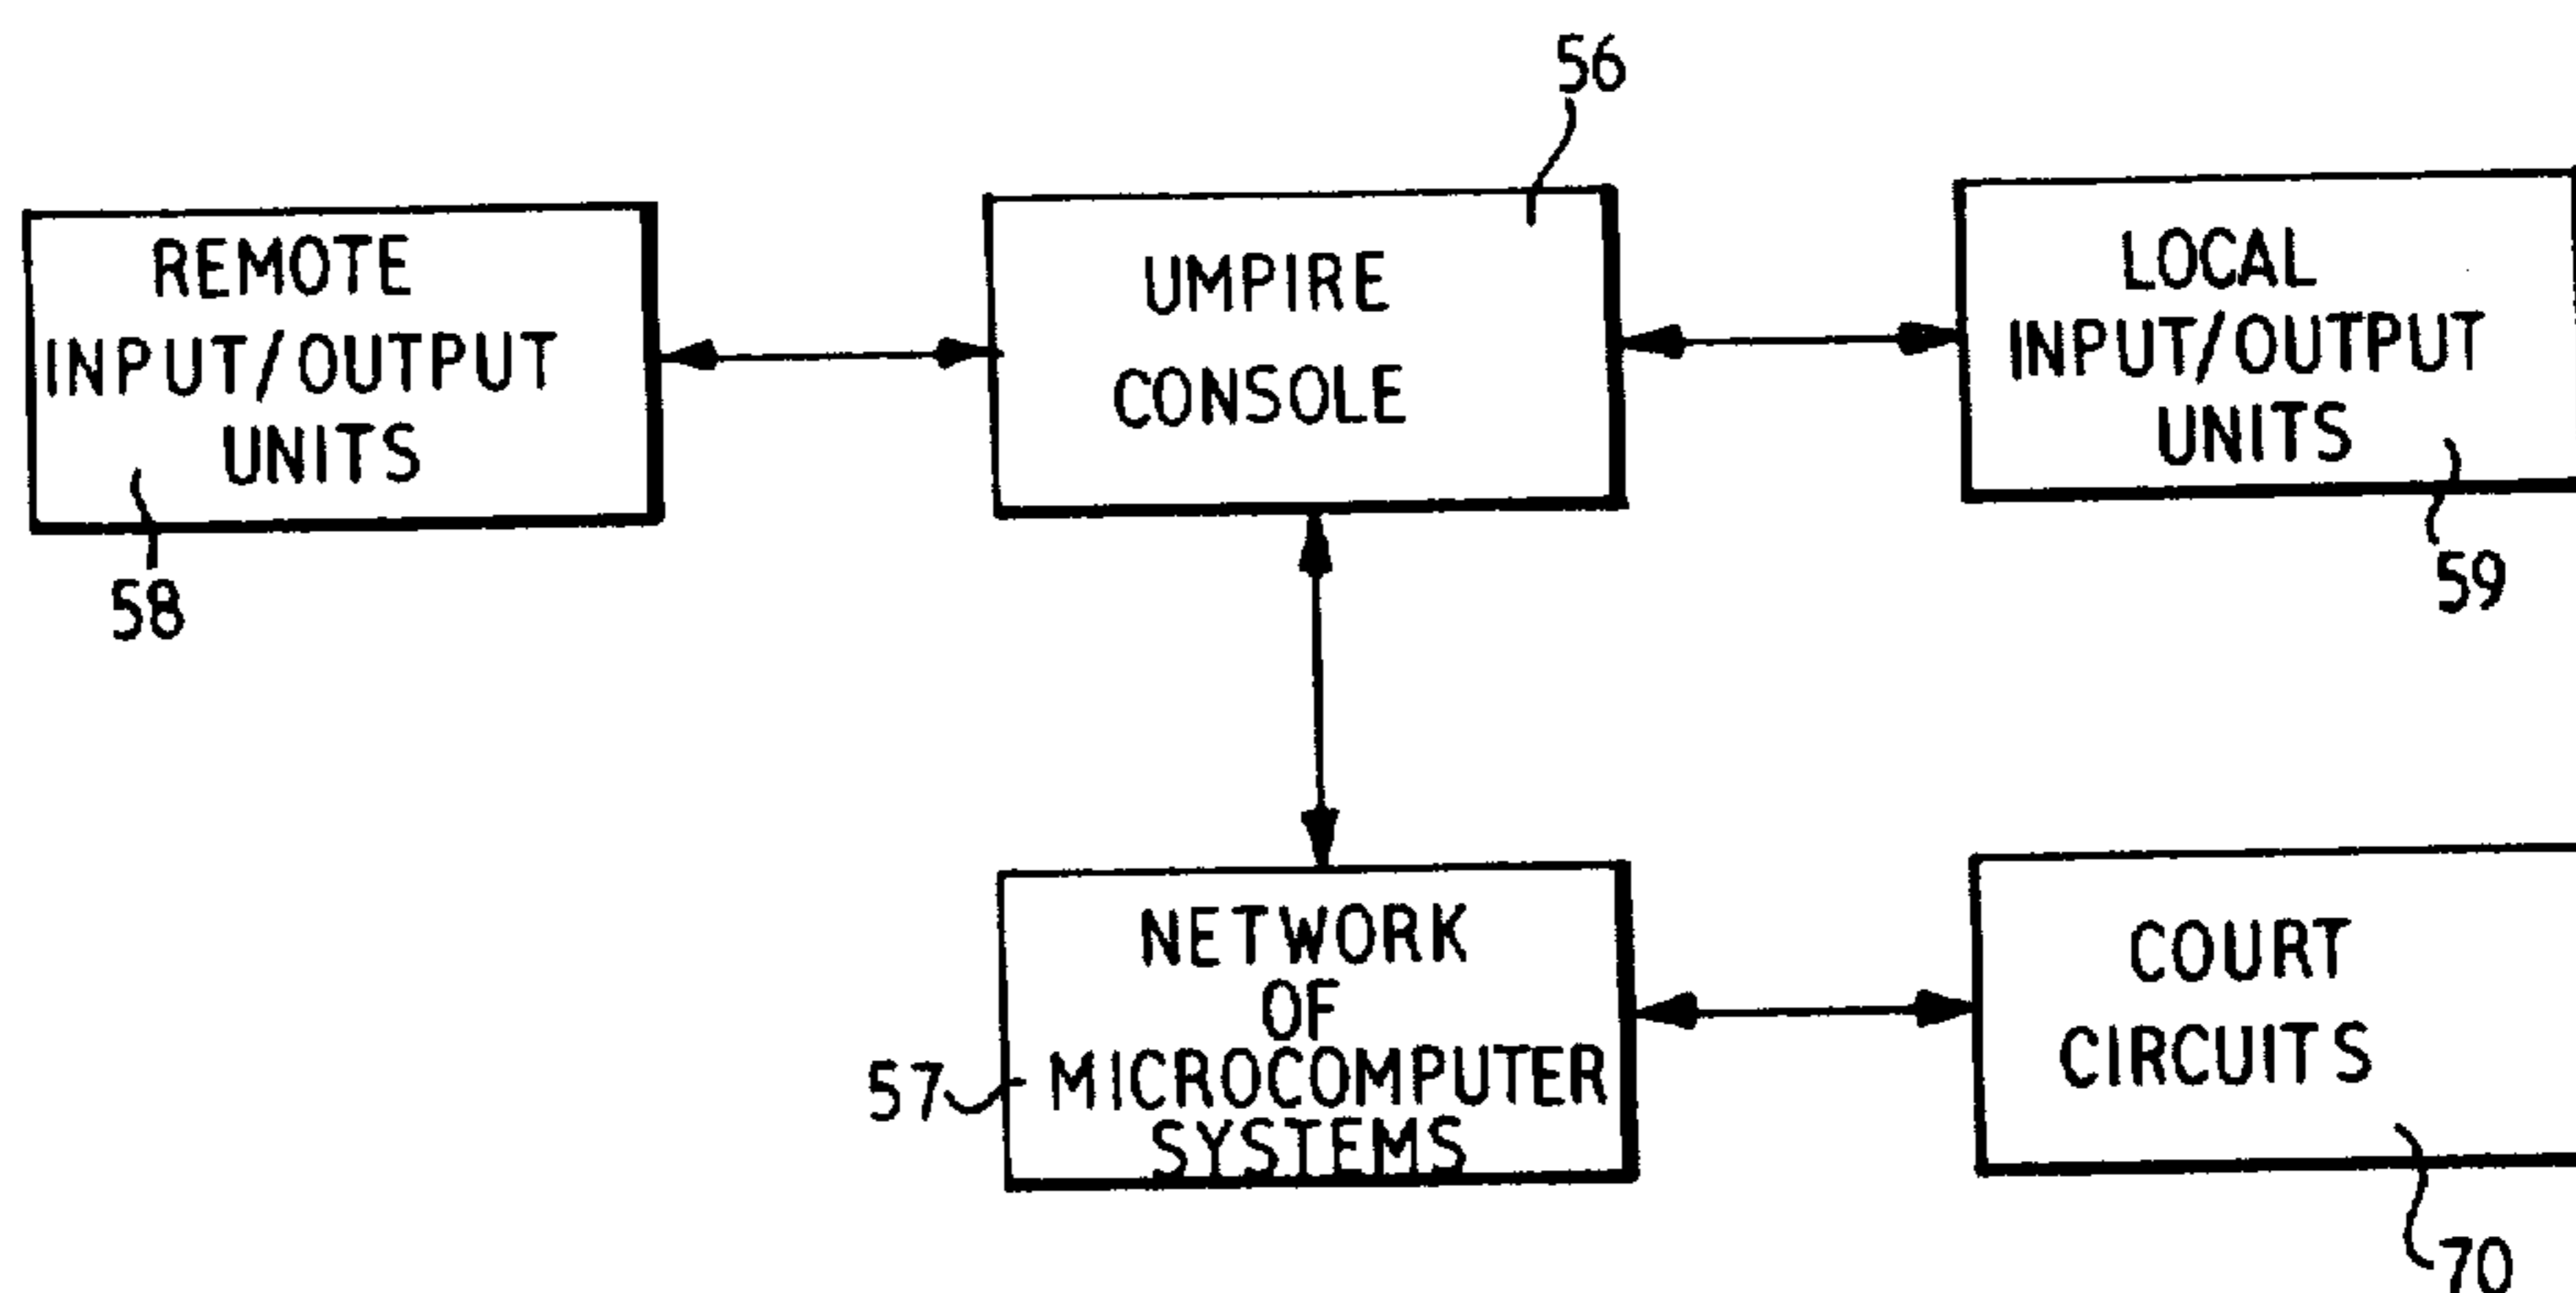 56
REMOTE
INPUT/OUTPUT
UNITS
58
UMPIRE
CONSOLE
LOCAL
INPUT/OUTPUT
UNITS
59
NETWORK
OF
MICROCOMPUTER
SYSTEMS
57
COURT
CIRCUITS
70